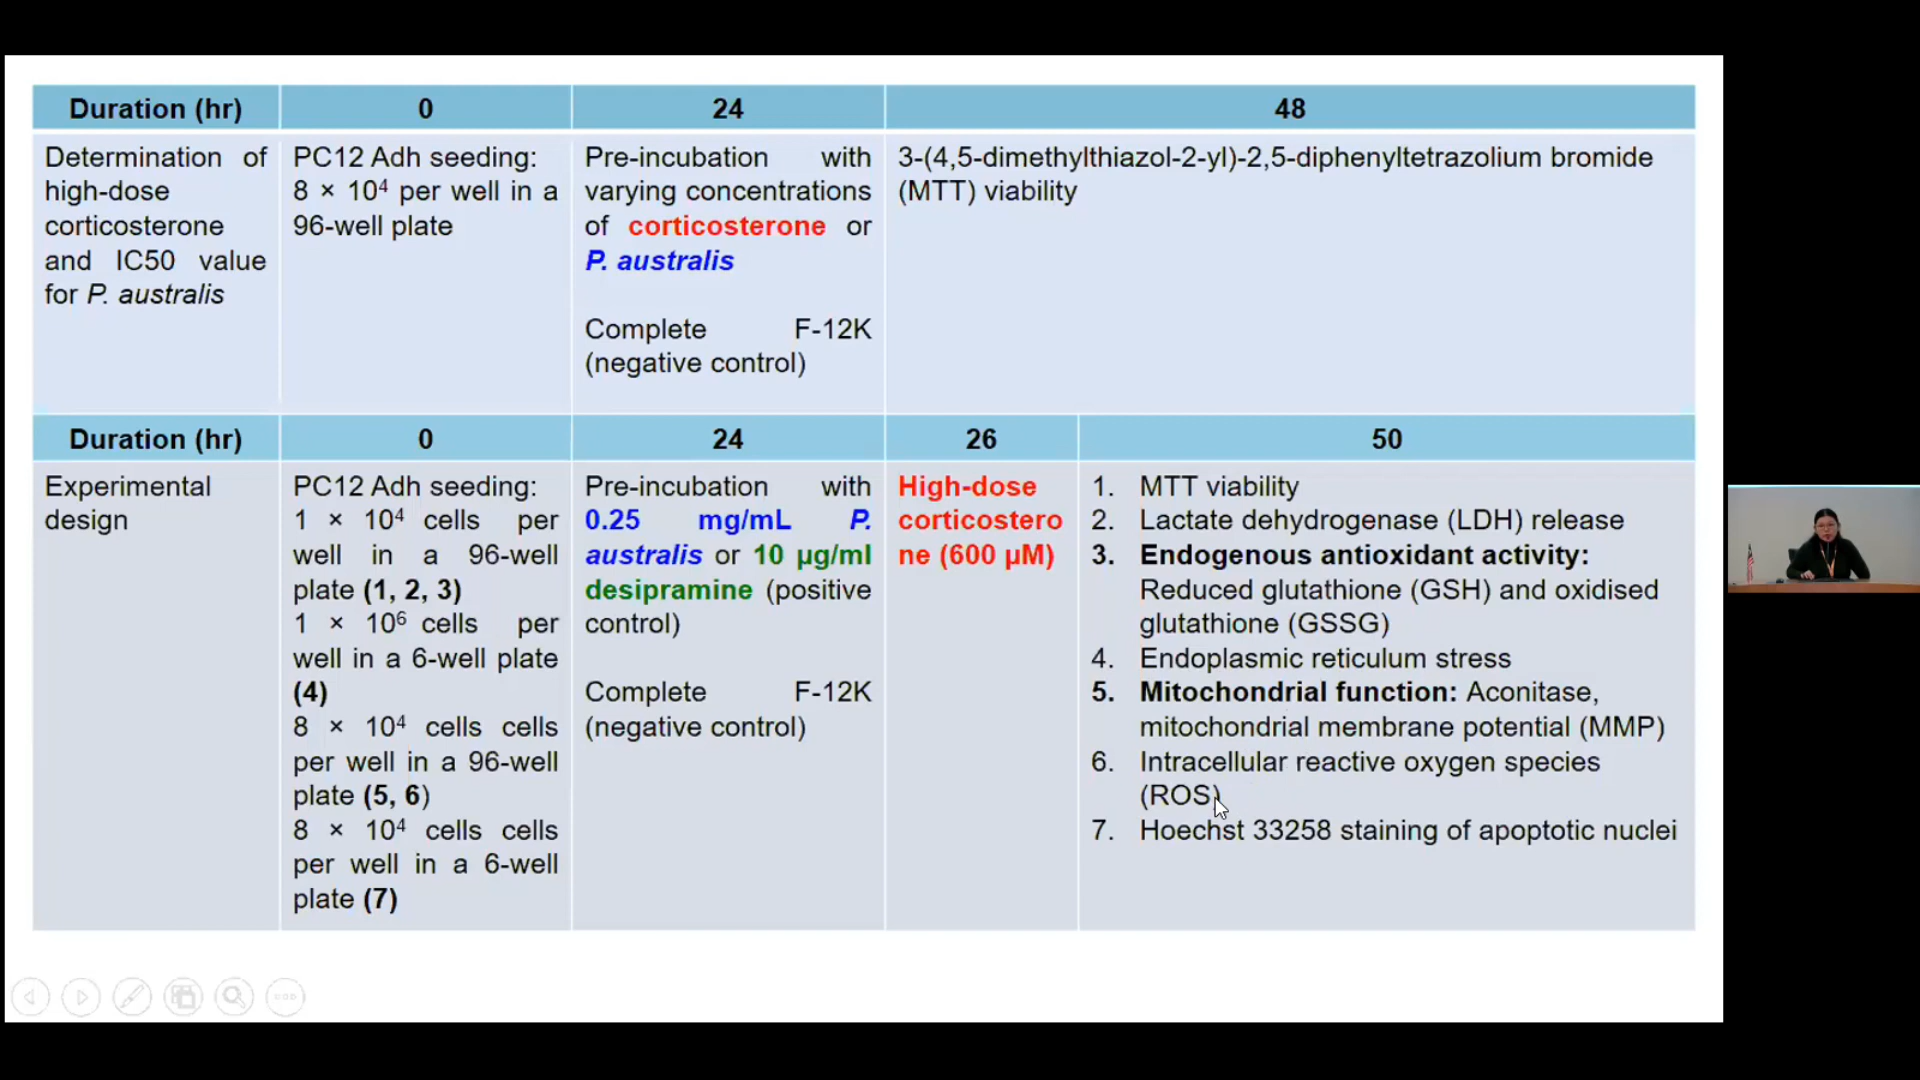 Duration (hr) 0 24 48
Determination of
high-dose
corticosterone
and IC50 value
for P. australis
PC12 Adh seeding:
8 × 10⁴ per well in a
96-well plate
Pre-incubation with
varying concentrations
of corticosterone or
P. australis
Complete F-12K
(negative control)
3-(4,5-dimethylthiazol-2-yl)-2,5-diphenyltetrazolium bromide
(MTT) viability
Duration (hr) 0 24 26 50
Experimental
design
PC12 Adh seeding:
1 × 10⁴ cells per
well in a 96-well
plate (1, 2, 3)
1 × 10⁶ cells per
well in a 6-well plate
(4)
8 × 10⁴ cells cells
per well in a 96-well
plate (5, 6)
8 × 10⁴ cells cells
per well in a 6-well
plate (7)
Pre-incubation with
0.25 mg/mL P.
australis or 10 µg/ml
desipramine (positive
control)
Complete F-12K
(negative control)
High-dose
corticostero
ne (600 µM)
1. MTT viability
2. Lactate dehydrogenase (LDH) release
3. Endogenous antioxidant activity:
Reduced glutathione (GSH) and oxidised
glutathione (GSSG)
4. Endoplasmic reticulum stress
5. Mitochondrial function: Aconitase,
mitochondrial membrane potential (MMP)
6. Intracellular reactive oxygen species
(ROS)
7. Hoechst 33258 staining of apoptotic nuclei